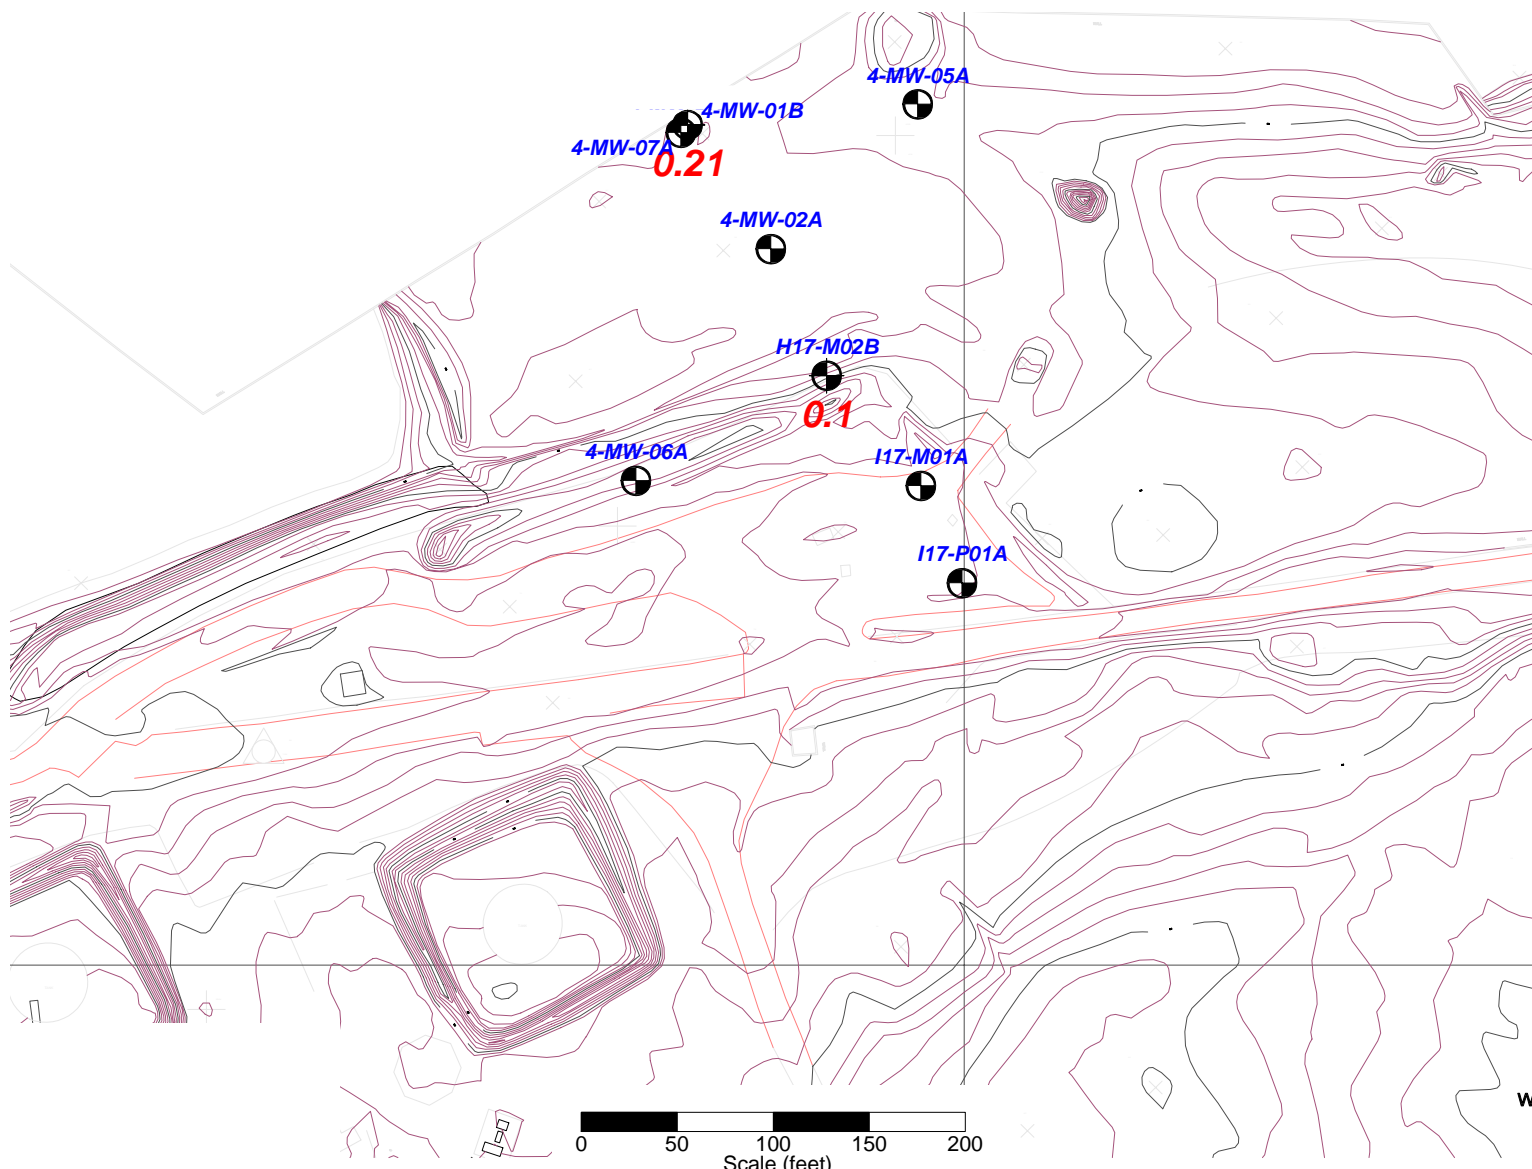 4-MW-05A
4-MW-01B
4-MW-07A
0.21
4-MW-02A
H17-M02B
0.1
4-MW-06A
I17-M01A
I17-P01A
W
0 50 100 150 200
Scale (feet)